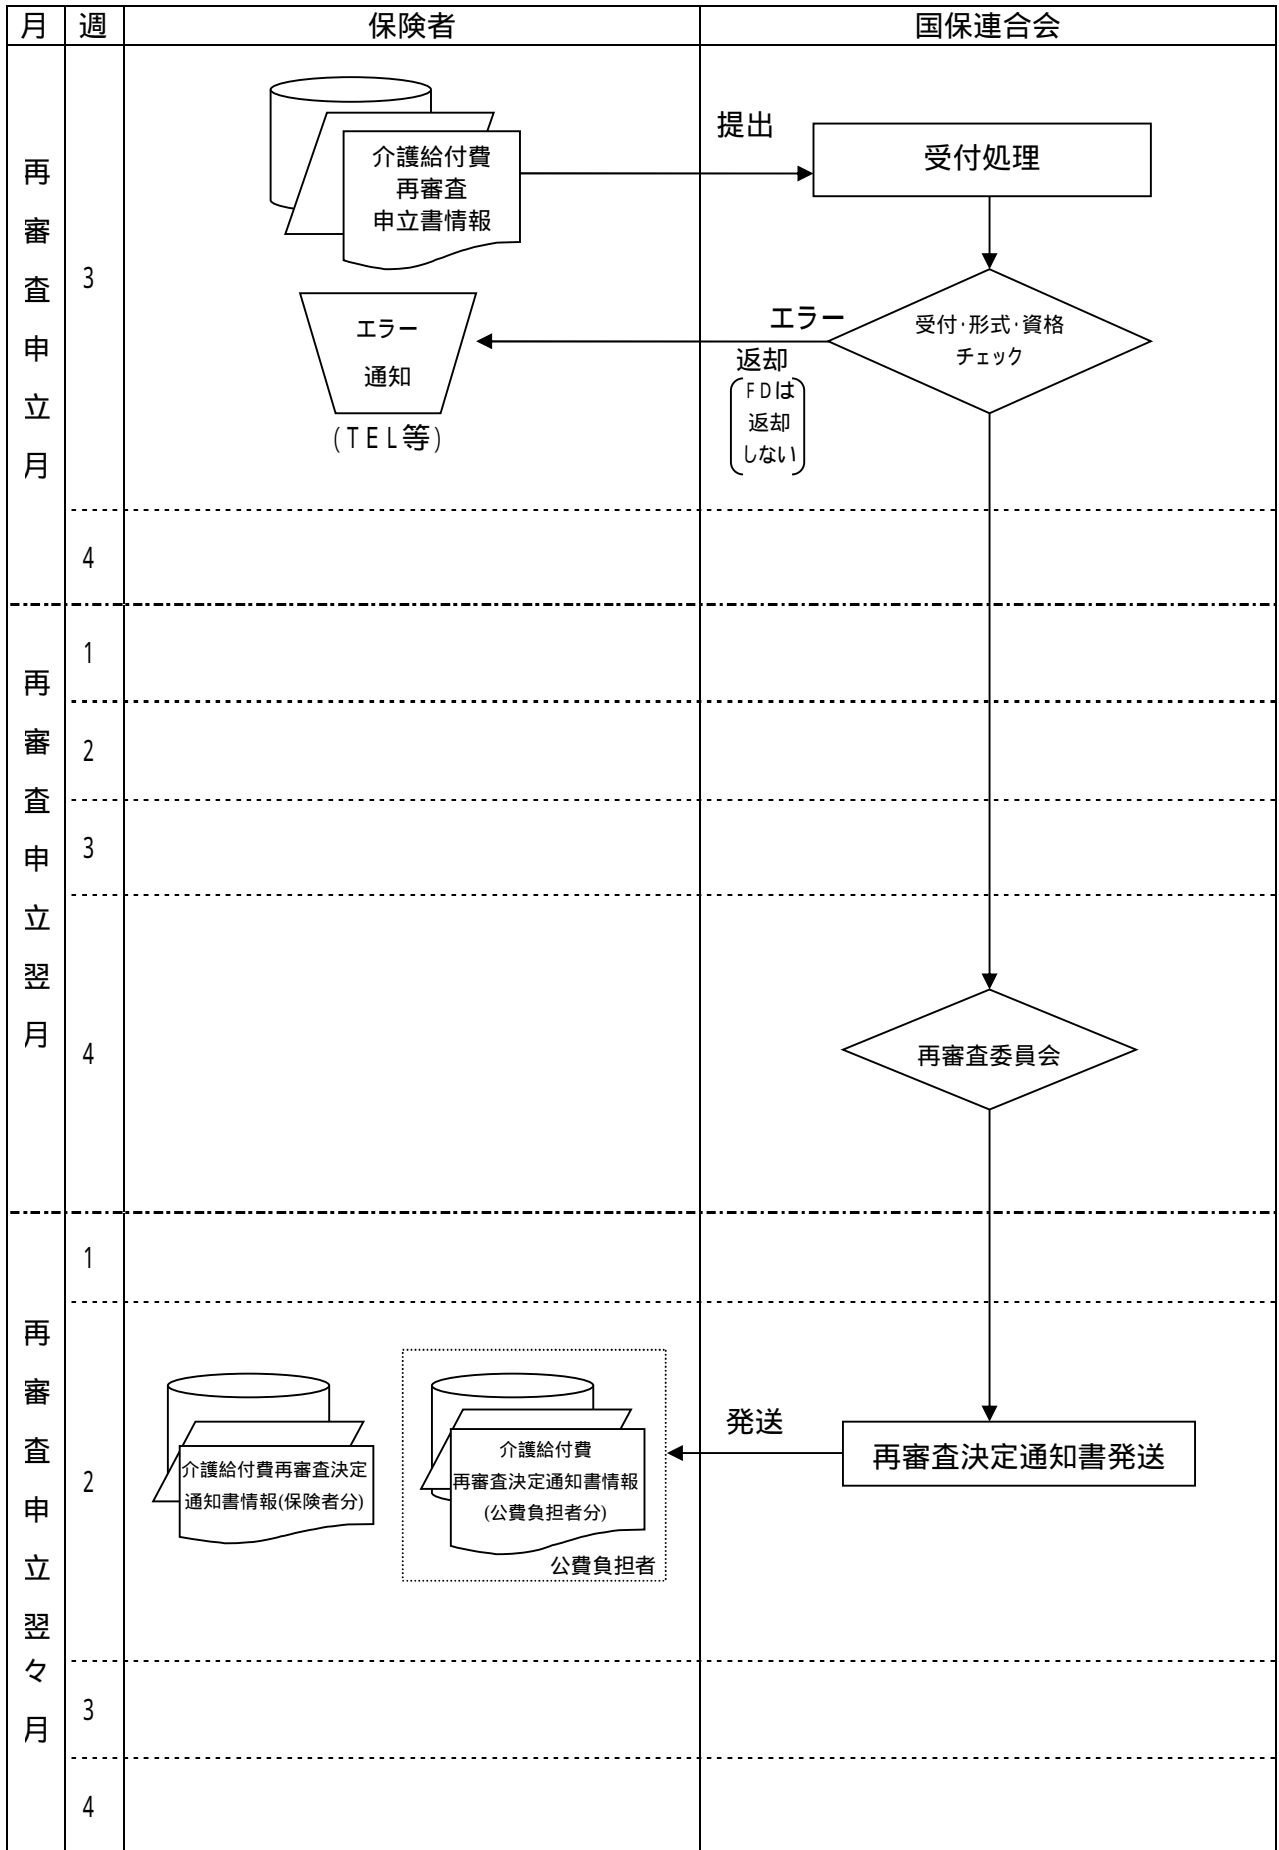 月 週 保険者 国保連合会
再審査申立月
3
介護給付費
再審査
申立書情報
提出
受付処理
エラー
通知
(TEL等)
エラー
返却
FDは
返却
しない
受付・形式・資格
チェック
4
再審査申立翌月
1
2
3
4
再審査委員会
再審査申立翌々月
1
2
介護給付費再審査決定
通知書情報(保険者分)
介護給付費
再審査決定通知書情報
(公費負担者分)
公費負担者
発送
再審査決定通知書発送
3
4